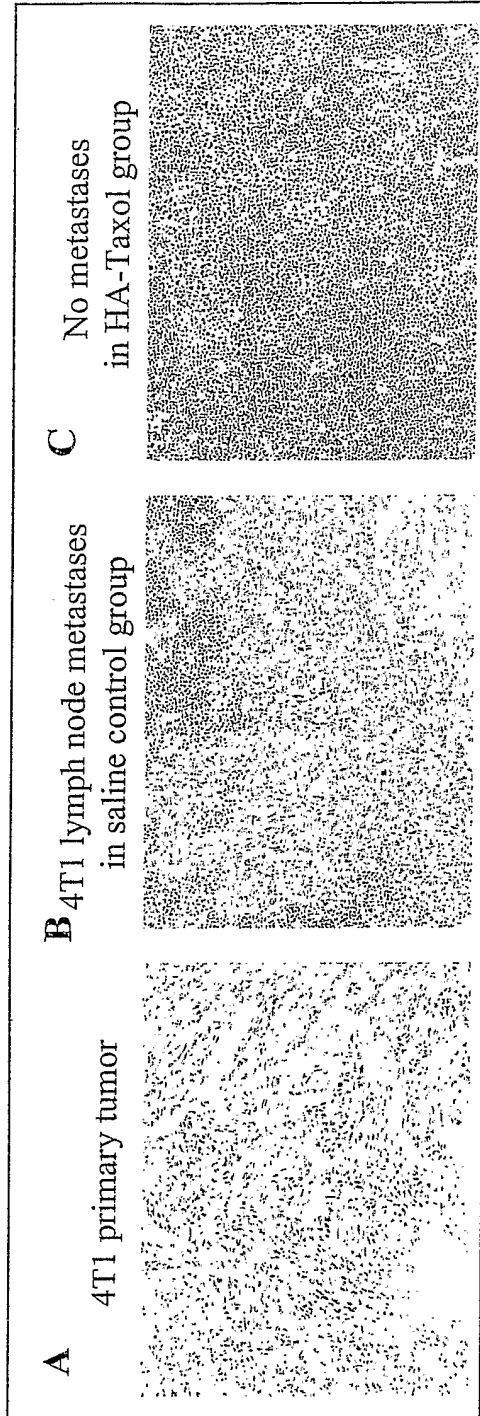 A
4T1 primary tumor
B 4T1 lymph node metastases
in saline control group
C
No metastases
in HA-Taxol group